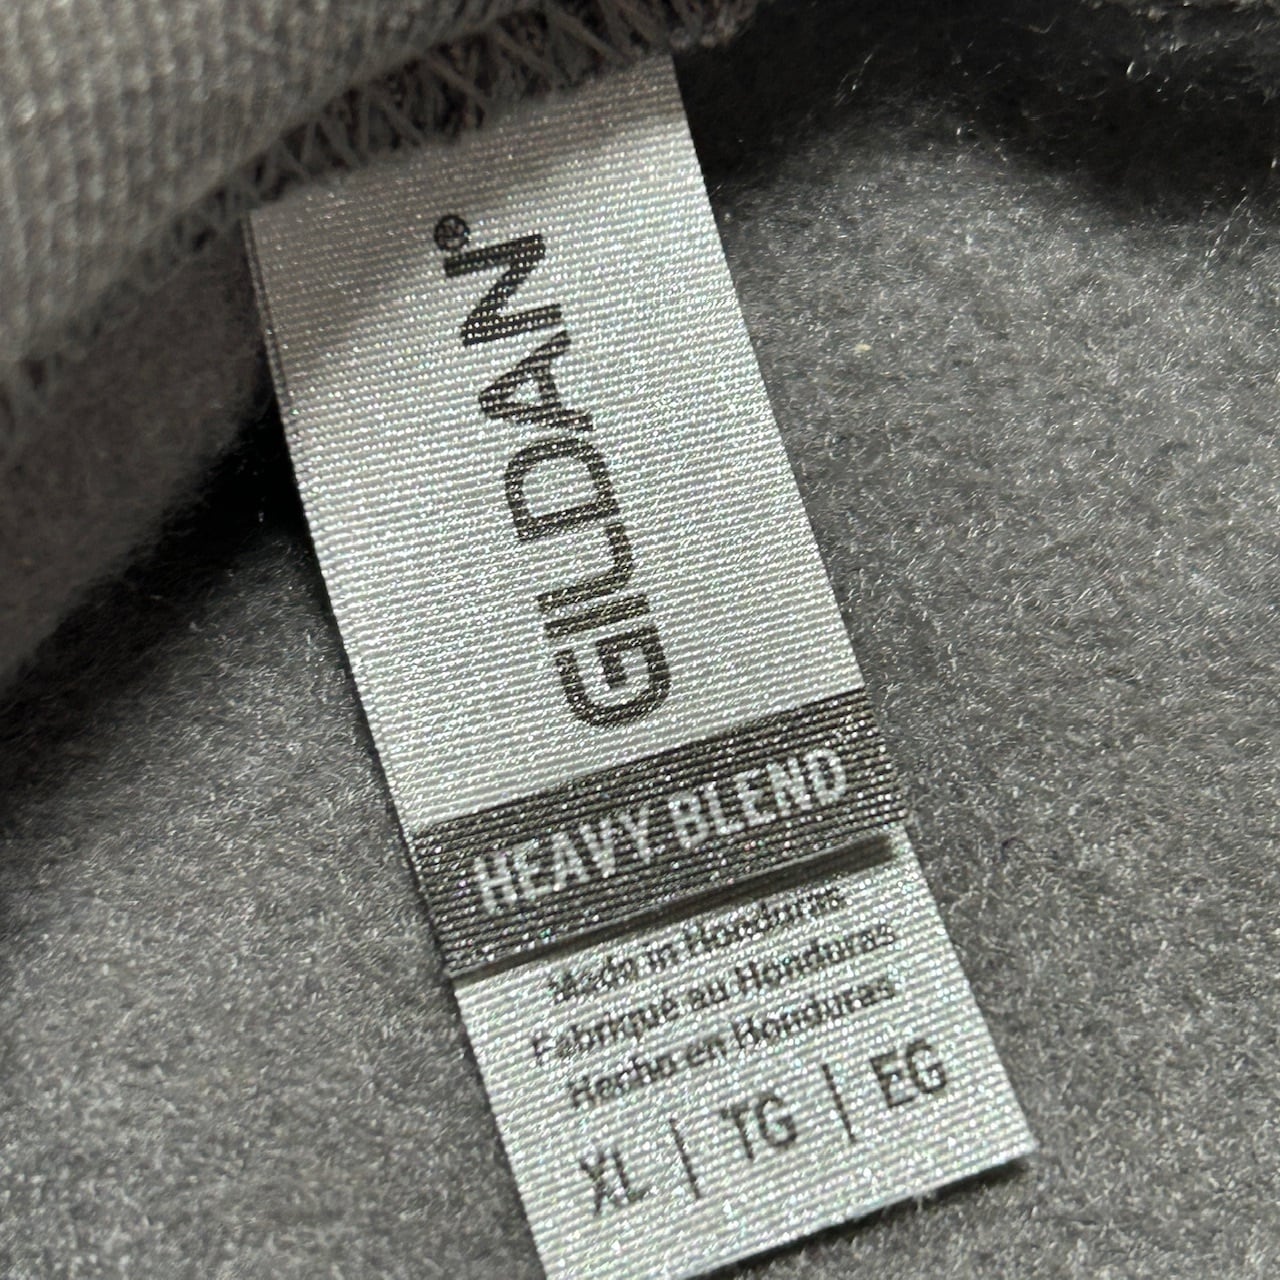 GILDAN®
HEAVY BLEND
Made in Honduras
Fabriqué au Honduras
Hecho en Honduras
XL | TG | EG